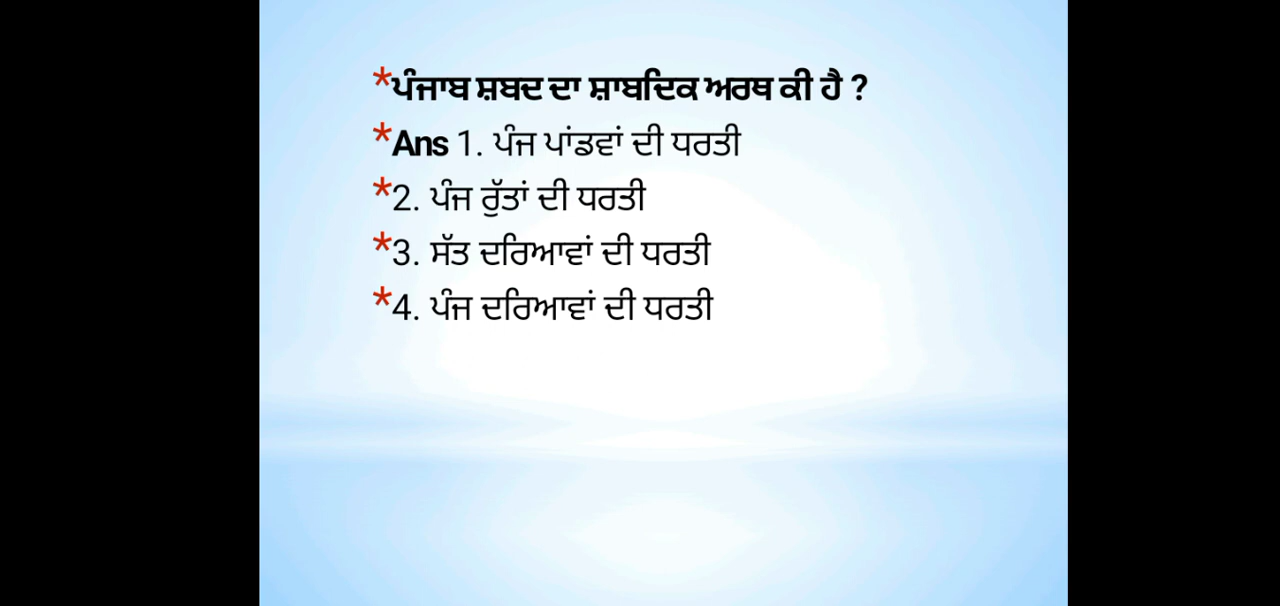 *ਪੰਜਾਬ ਸ਼ਬਦ ਦਾ ਸ਼ਾਬਦਿਕ ਅਰਥ ਕੀ ਹੈ ?
*Ans 1. ਪੰਜ ਪਾਂਡਵਾਂ ਦੀ ਧਰਤੀ
*2. ਪੰਜ ਰੁੱਤਾਂ ਦੀ ਧਰਤੀ
*3. ਸੱਤ ਦਰਿਆਵਾਂ ਦੀ ਧਰਤੀ
*4. ਪੰਜ ਦਰਿਆਵਾਂ ਦੀ ਧਰਤੀ